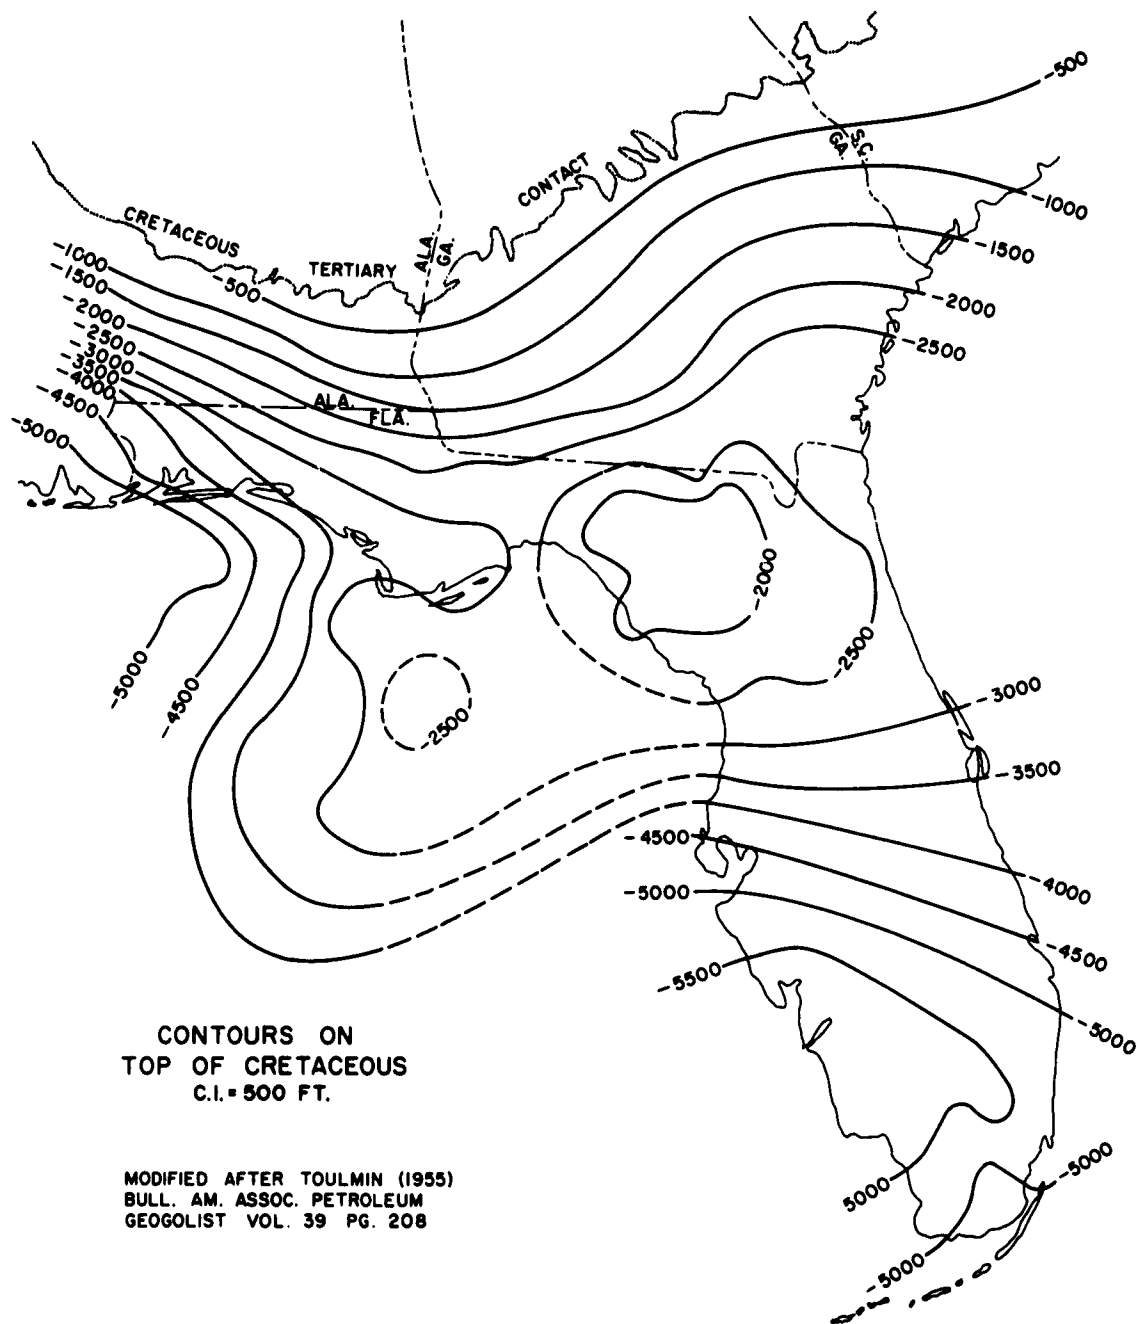 -500
S.C.
GA.
CONTACT
-1000
CRETACEOUS
ALA.
GA.
-1500
-1000
TERTIARY
-1500
-500
-2000
-2000
-2500
-2500
-3000
-3500
-4000
-4500
ALA.
FLA.
-5000
-2000
-2500
-5000
-4500
-3000
-2500
-3500
-4500
-4000
-5000
-4500
-5500
-5000
CONTOURS ON
TOP OF CRETACEOUS
C.I.= 500 FT.
-5000
MODIFIED AFTER TOULMIN (1955)
5000
BULL. AM. ASSOC. PETROLEUM
GEOGOLIST VOL. 39 PG. 208
-5000